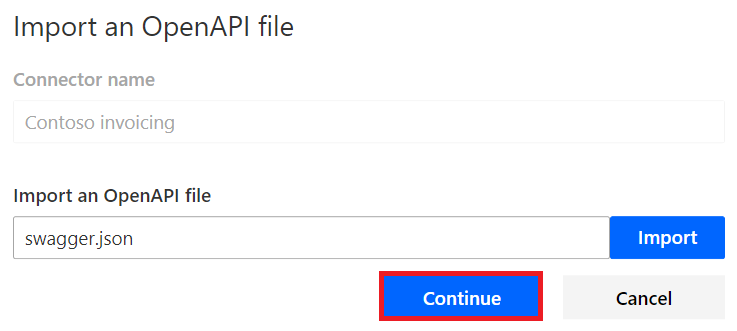 Import an OpenAPI file
Connector name
Contoso invoicing
Import an OpenAPI file
swagger.json
Import
Continue
Cancel